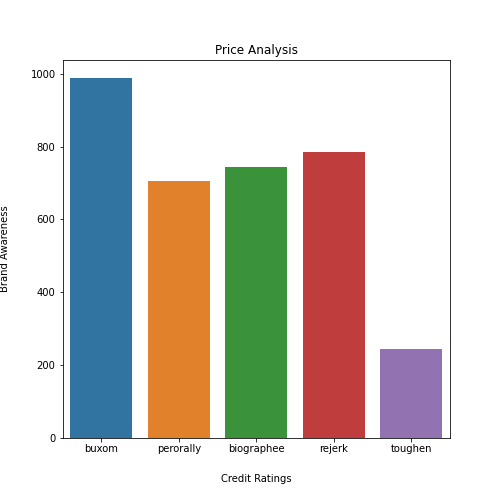 Price Analysis
Brand Awareness
1000
800
600
400
200
0
buxom perorally biographee rejerk toughen
Credit Ratings